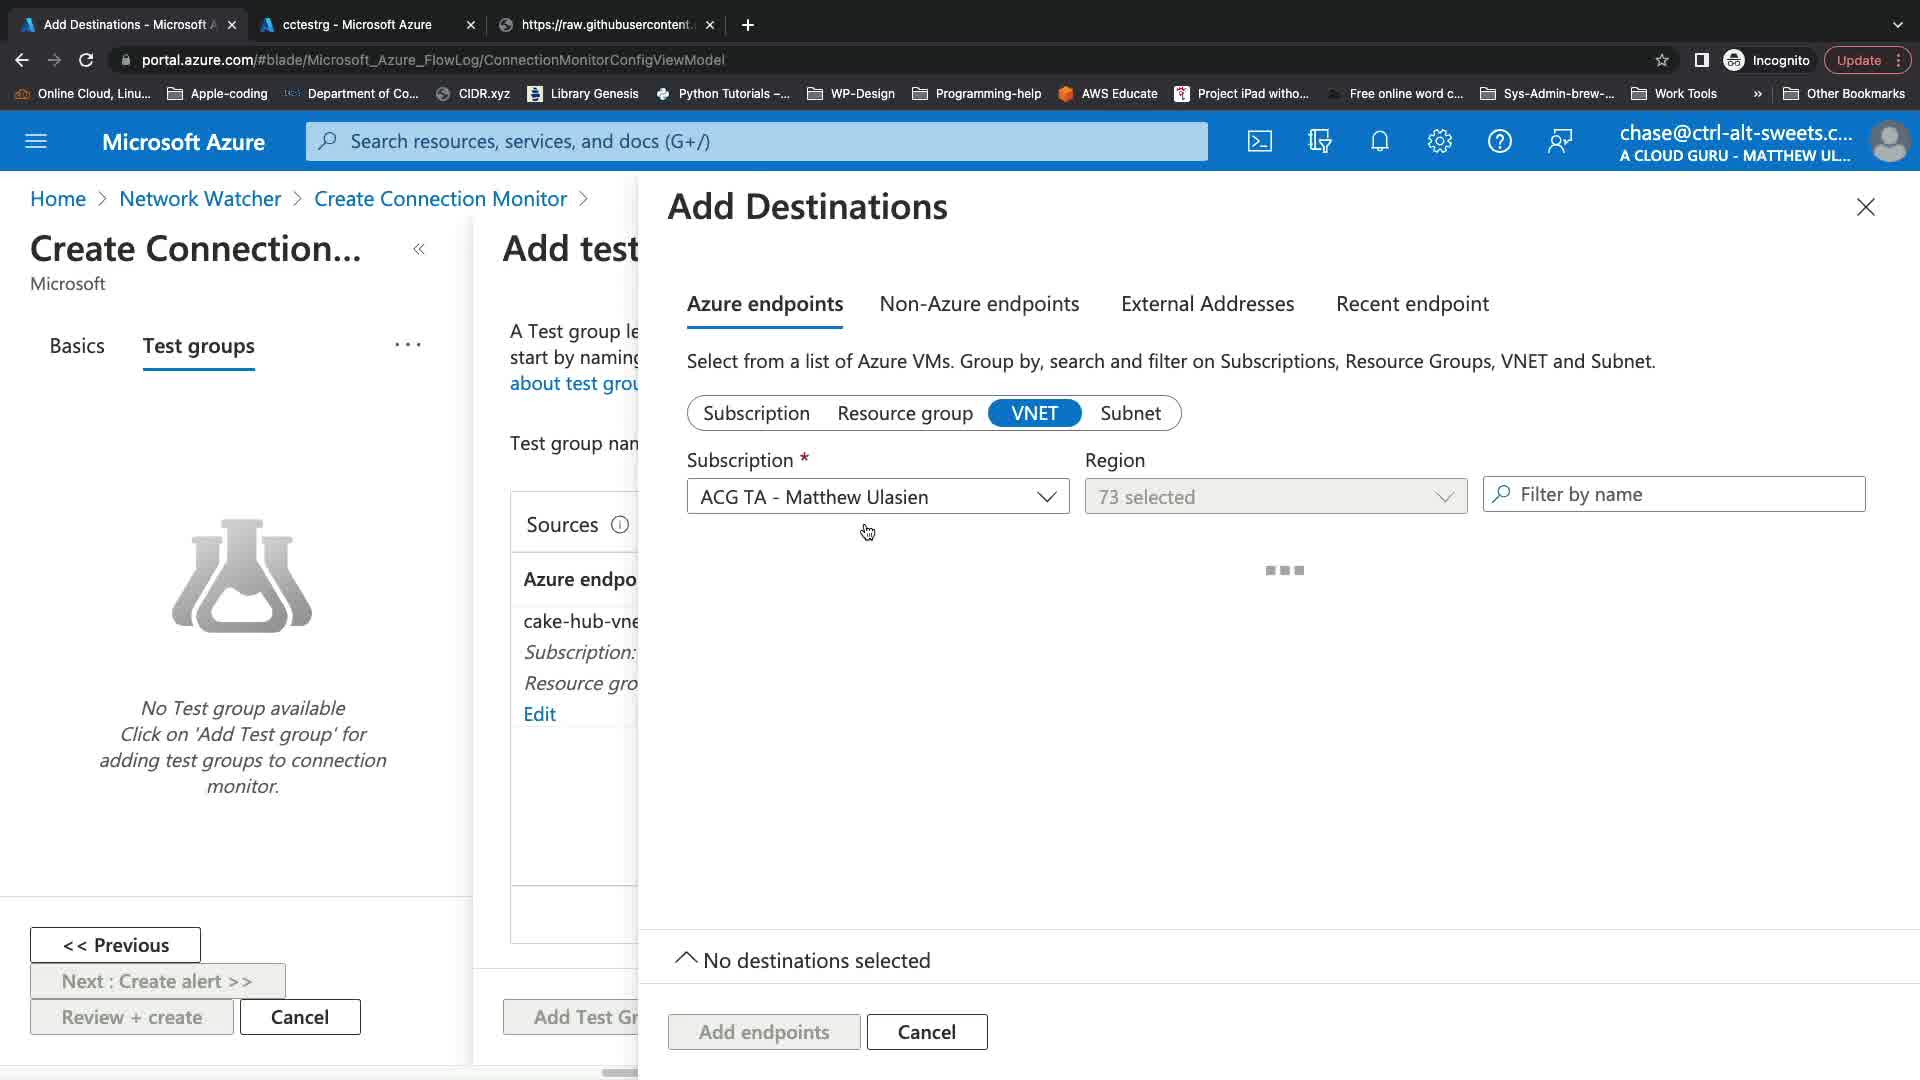 Add Destinations - Microsoft A
cctestrg - Microsoft Azure
https://raw.githubusercontent.
portal.azure.com/#blade/Microsoft_Azure_FlowLog/ConnectionMonitorConfigViewModel
Incognito
Update
Online Cloud, Linu...
Apple-coding
Department of Co...
CIDR.xyz
Library Genesis
Python Tutorials –...
WP-Design
Programming-help
AWS Educate
Project iPad witho...
Free online word c...
Sys-Admin-brew-...
Work Tools
»
Other Bookmarks
Microsoft Azure
Search resources, services, and docs (G+/)
chase@ctrl-alt-sweets.c...
A CLOUD GURU - MATTHEW UL...
Home > Network Watcher > Create Connection Monitor >
Create Connection... «
Microsoft
Basics
Test groups
...
No Test group available
Click on 'Add Test group' for
adding test groups to connection
monitor.
<< Previous
Next : Create alert >>
Review + create
Cancel
Add test
A Test group le
start by naming
about test grou
Test group nam
Sources
Azure endpo
cake-hub-vne
Subscription:
Resource gro
Edit
Add Test Gr
Add Destinations
Azure endpoints
Non-Azure endpoints
External Addresses
Recent endpoint
Select from a list of Azure VMs. Group by, search and filter on Subscriptions, Resource Groups, VNET and Subnet.
Subscription
Resource group
VNET
Subnet
Subscription *
Region
ACG TA - Matthew Ulasien
73 selected
Filter by name
No destinations selected
Add endpoints
Cancel